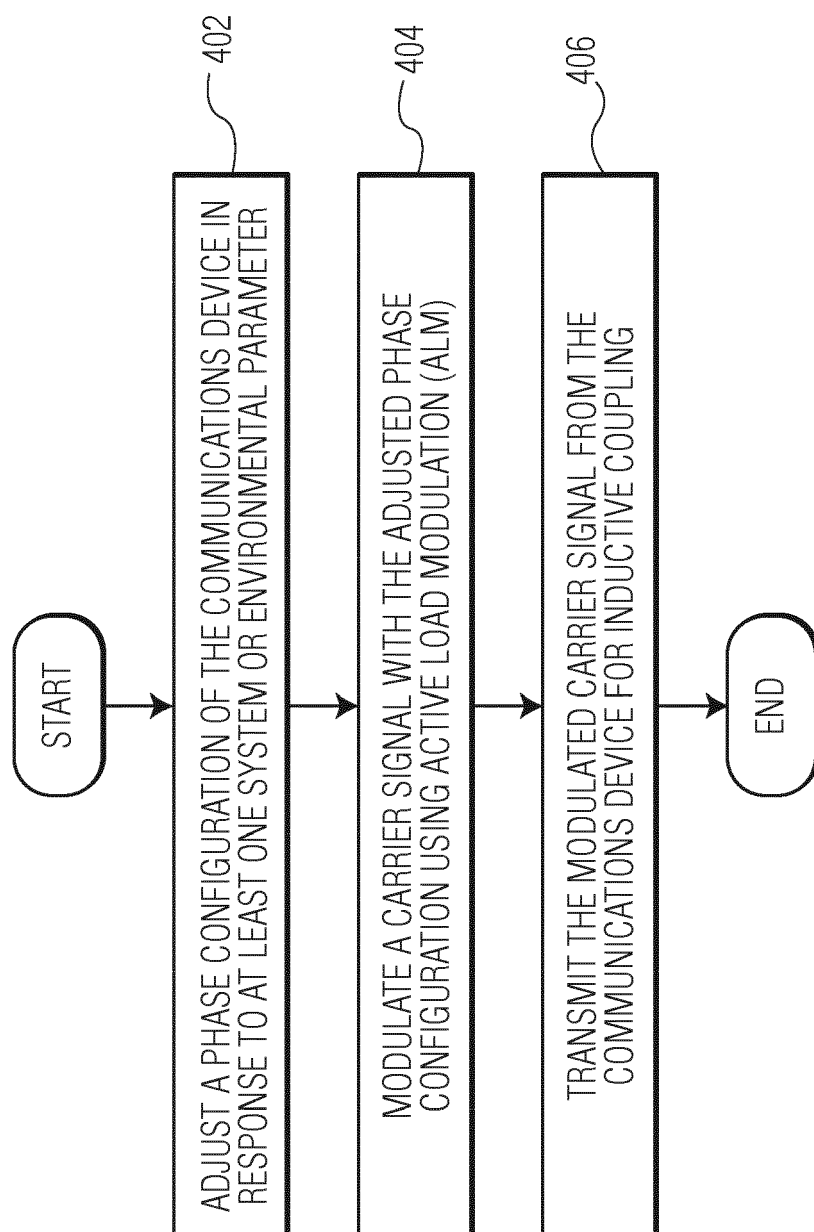 START
ADJUST A PHASE CONFIGURATION OF THE COMMUNICATIONS DEVICE IN
RESPONSE TO AT LEAST ONE SYSTEM OR ENVIRONMENTAL PARAMETER
402
MODULATE A CARRIER SIGNAL WITH THE ADJUSTED PHASE
CONFIGURATION USING ACTIVE LOAD MODULATION (ALM)
404
TRANSMIT THE MODULATED CARRIER SIGNAL FROM THE
COMMUNICATIONS DEVICE FOR INDUCTIVE COUPLING
406
END